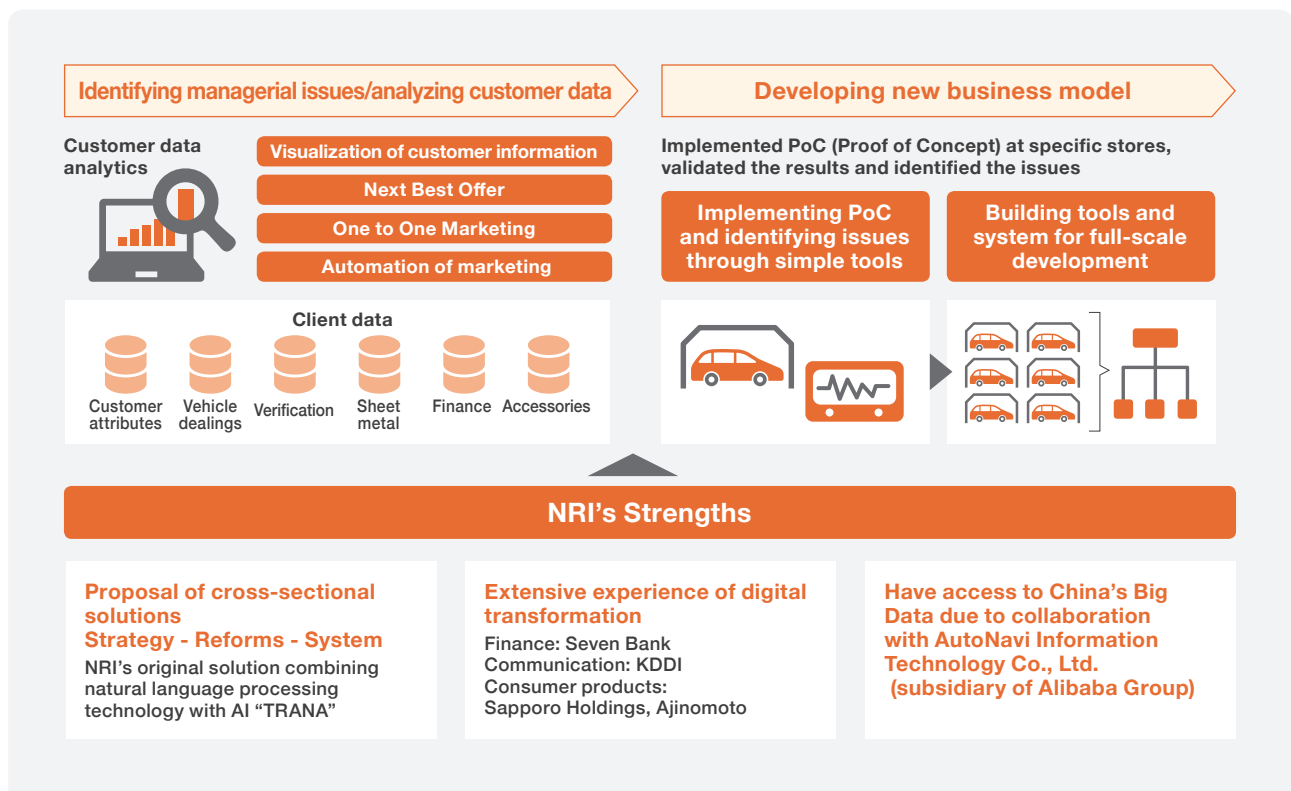 Identifying managerial issues/analyzing customer data
Customer data
analytics
Visualization of customer information
Next Best Offer
One to One Marketing
Automation of marketing
Client data
Customer
attributes
Vehicle
dealings
Verification
Sheet
metal
Finance
Accessories
Developing new business model
Implemented PoC (Proof of Concept) at specific stores,
validated the results and identified the issues
Implementing PoC
and identifying issues
through simple tools
Building tools and
system for full-scale
development
NRI’s Strengths
Proposal of cross-sectional
solutions
Strategy - Reforms - System
NRI’s original solution combining
natural language processing
technology with AI “TRANA”
Extensive experience of digital
transformation
Finance: Seven Bank
Communication: KDDI
Consumer products:
Sapporo Holdings, Ajinomoto
Have access to China’s Big
Data due to collaboration
with AutoNavi Information
Technology Co., Ltd.
(subsidiary of Alibaba Group)